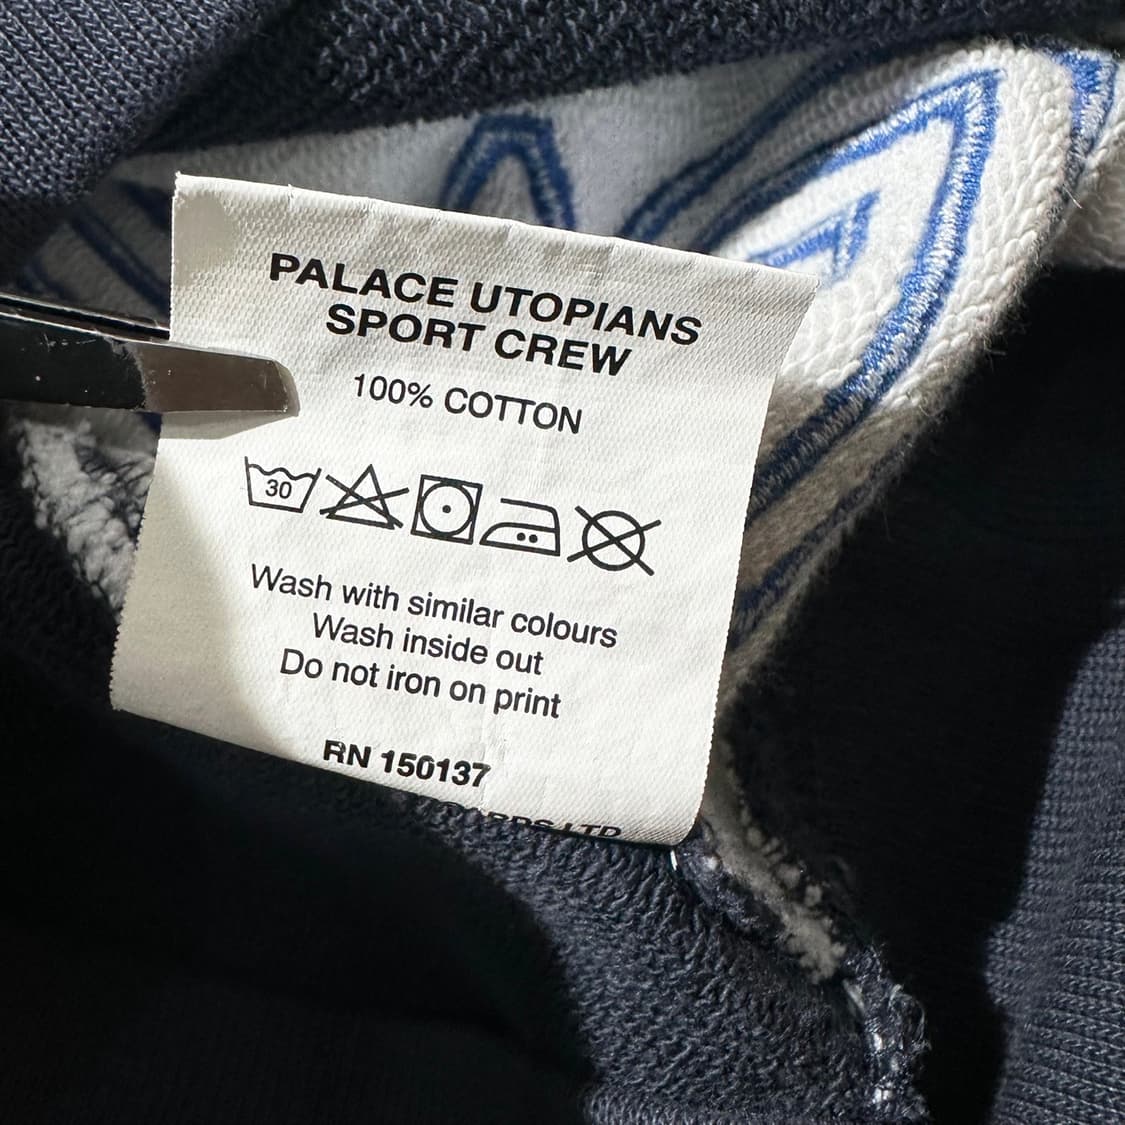 PALACE UTOPIANS
SPORT CREW
100% COTTON
30
Wash with similar colours
Wash inside out
Do not iron on print
RN 150137
LTD